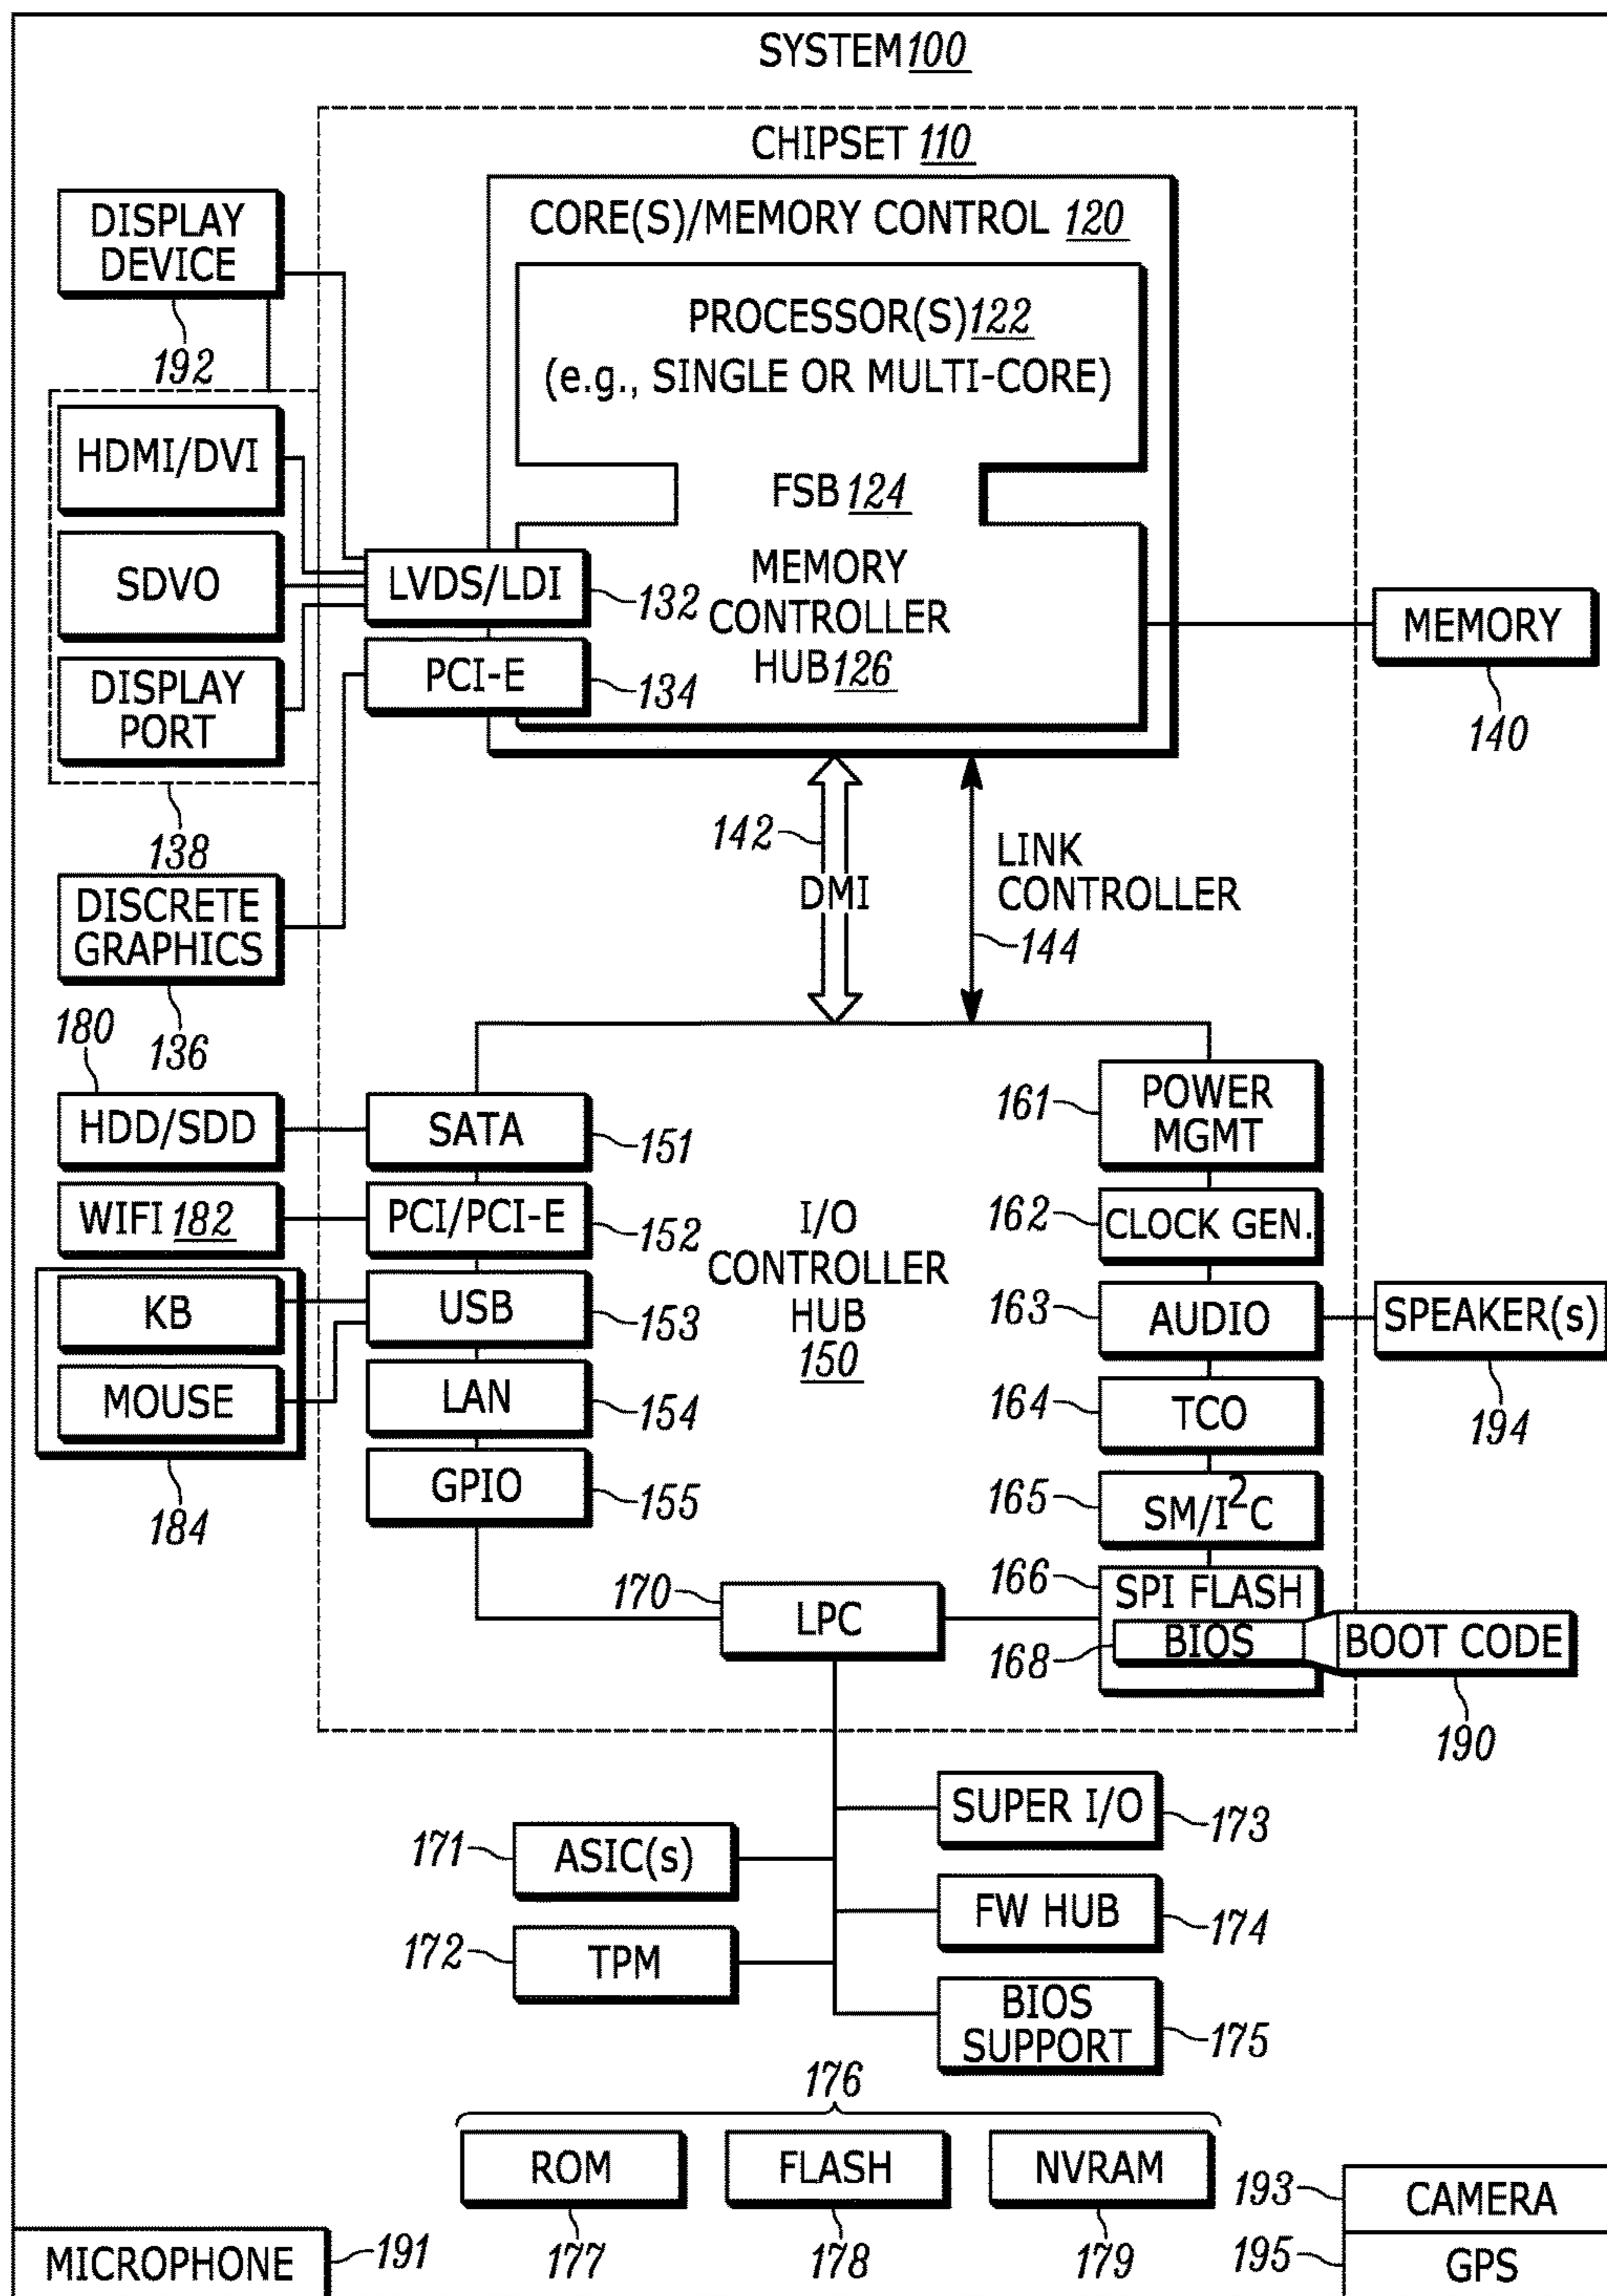 SYSTEM 100
CHIPSET 110
CORE(S)/MEMORY CONTROL 120
PROCESSOR(S) 122
(e.g., SINGLE OR MULTI-CORE)
FSB 124
MEMORY
CONTROLLER
HUB 126
DISPLAY
DEVICE
192
HDMI/DVI
SDVO
DISPLAY
PORT
138
LVDS/LDI
132
PCI-E
134
MEMORY
140
DISCRETE
GRAPHICS
136
142
DMI
LINK
CONTROLLER
144
180
HDD/SDD
WIFI 182
KB
MOUSE
184
SATA
151
PCI/PCI-E
152
USB
153
LAN
154
GPIO
155
I/O
CONTROLLER
HUB
150
161
POWER
MGMT
162
CLOCK GEN.
163
AUDIO
SPEAKER(s)
194
164
TCO
165
SM/I²C
166
SPI FLASH
168
BIOS
BOOT CODE
190
170
LPC
SUPER I/O
173
171
ASIC(s)
FW HUB
174
172
TPM
BIOS
SUPPORT
175
176
ROM
177
FLASH
178
NVRAM
179
193
CAMERA
195
GPS
MICROPHONE
191